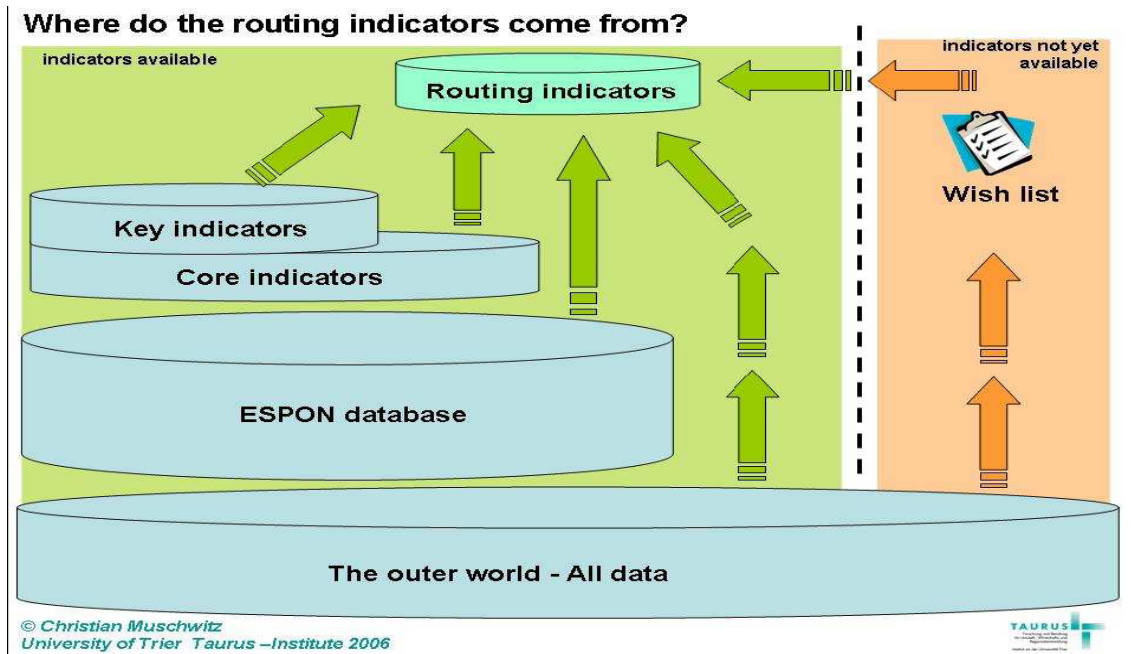 Where do the routing indicators come from?
indicators available
indicators not yet
available
Routing indicators
Wish list
Key indicators
Core indicators
ESPON database
The outer world - All data
© Christian Muschwitz
University of Trier Taurus –Institute 2006
TAURUS